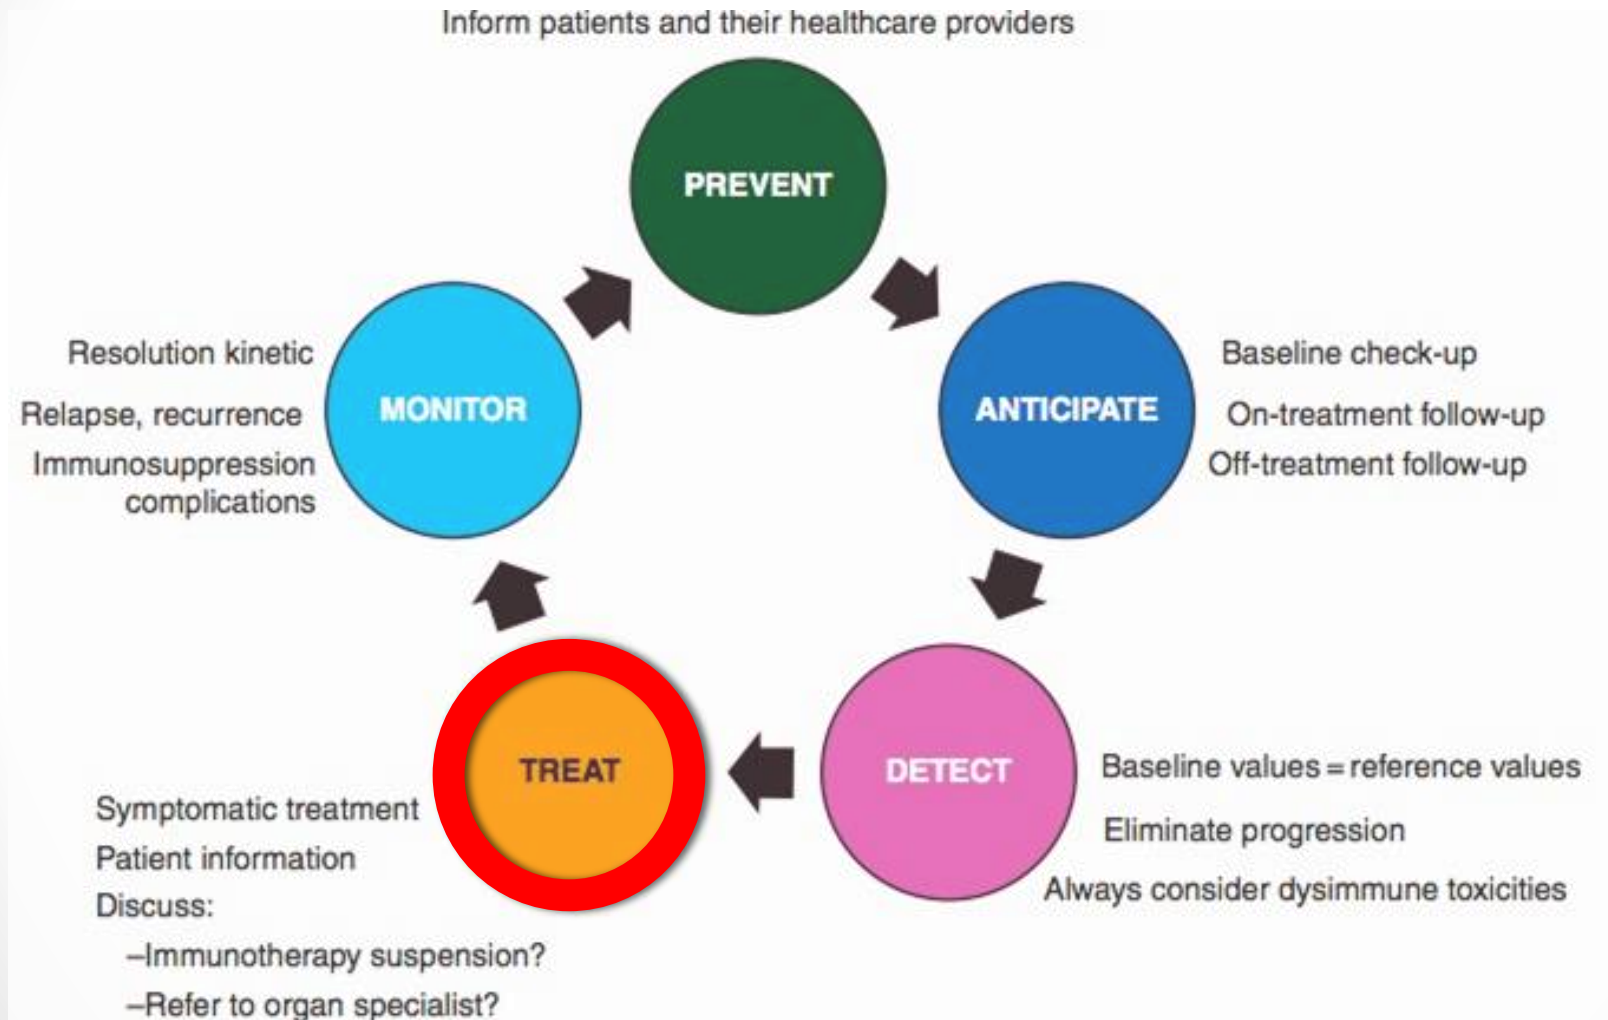 Inform patients and their healthcare providers
PREVENT
ANTICIPATE
Baseline check-up
On-treatment follow-up
Off-treatment follow-up
DETECT
Baseline values = reference values
Eliminate progression
Always consider dysimmune toxicities
TREAT
Symptomatic treatment
Patient information
Discuss:
–Immunotherapy suspension?
–Refer to organ specialist?
MONITOR
Resolution kinetic
Relapse, recurrence
Immunosuppression
complications